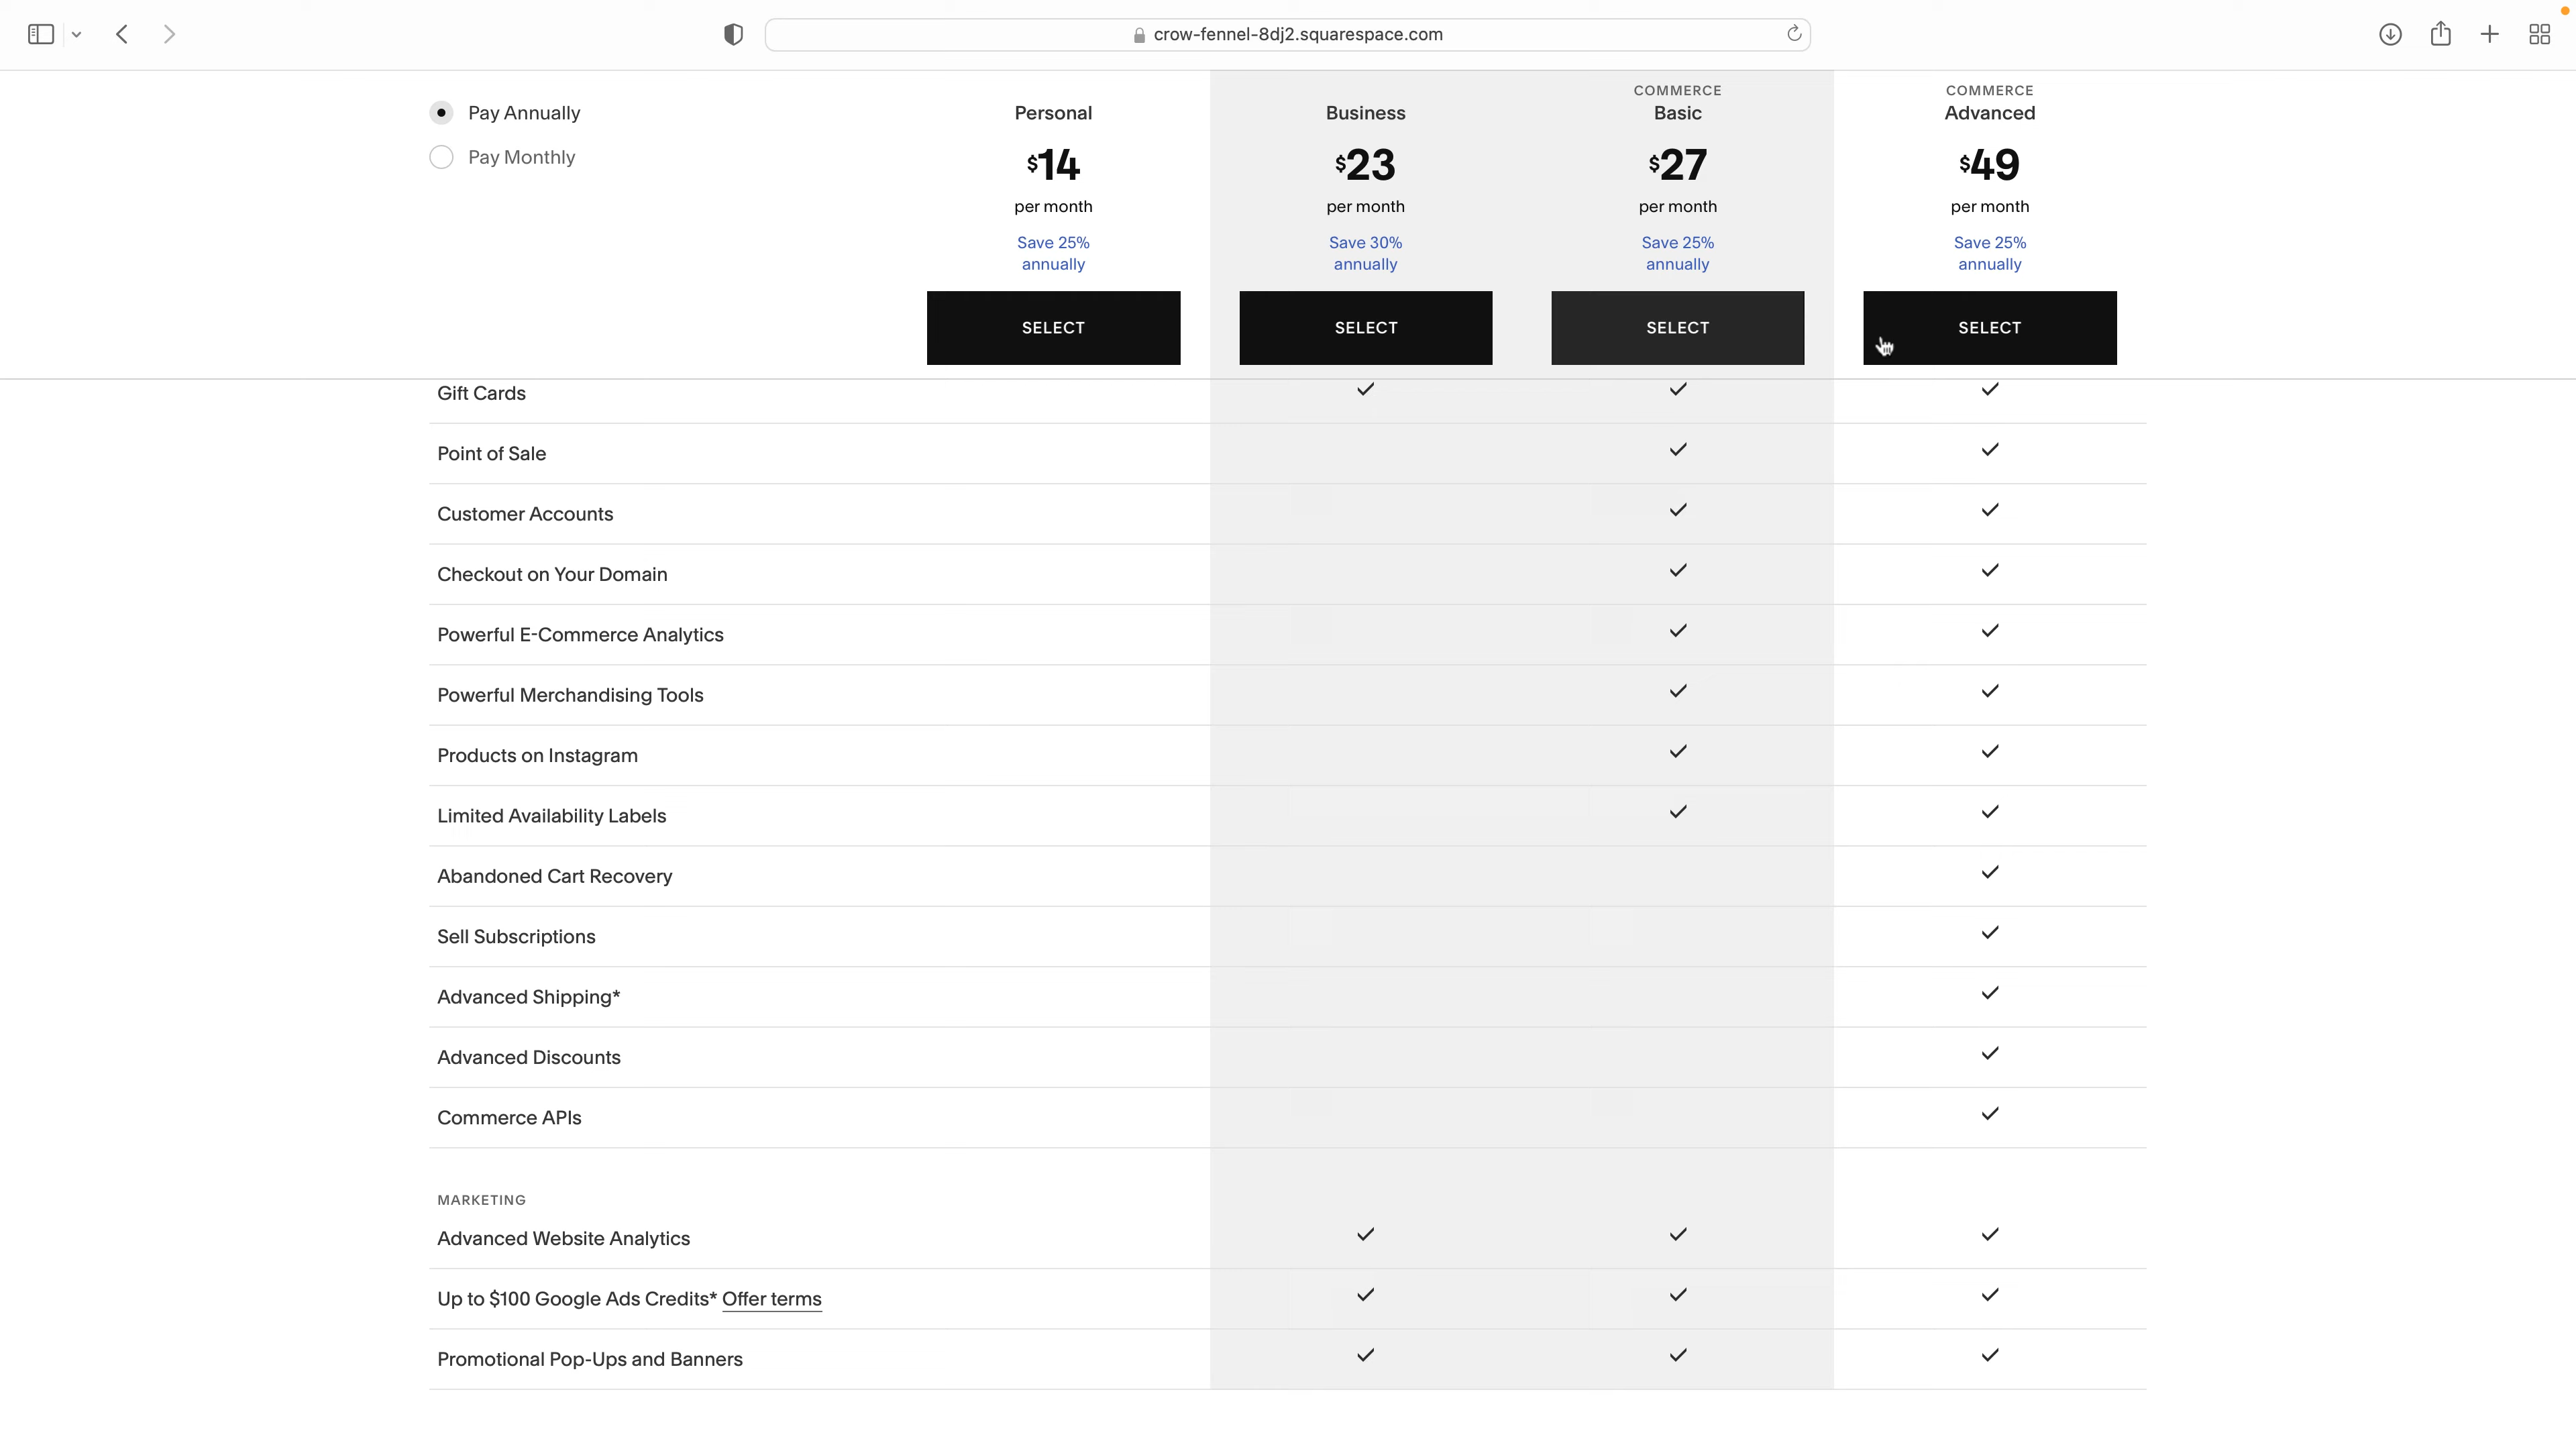 crow-fennel-8dj2.squarespace.com
Pay Annually
Pay Monthly
Personal
$14
per month
Save 25%
annually
SELECT
Business
$23
per month
Save 30%
annually
SELECT
COMMERCE
Basic
$27
per month
Save 25%
annually
SELECT
COMMERCE
Advanced
$49
per month
Save 25%
annually
SELECT
Gift Cards
Point of Sale
Customer Accounts
Checkout on Your Domain
Powerful E-Commerce Analytics
Powerful Merchandising Tools
Products on Instagram
Limited Availability Labels
Abandoned Cart Recovery
Sell Subscriptions
Advanced Shipping*
Advanced Discounts
Commerce APIs
MARKETING
Advanced Website Analytics
Up to $100 Google Ads Credits* Offer terms
Promotional Pop-Ups and Banners